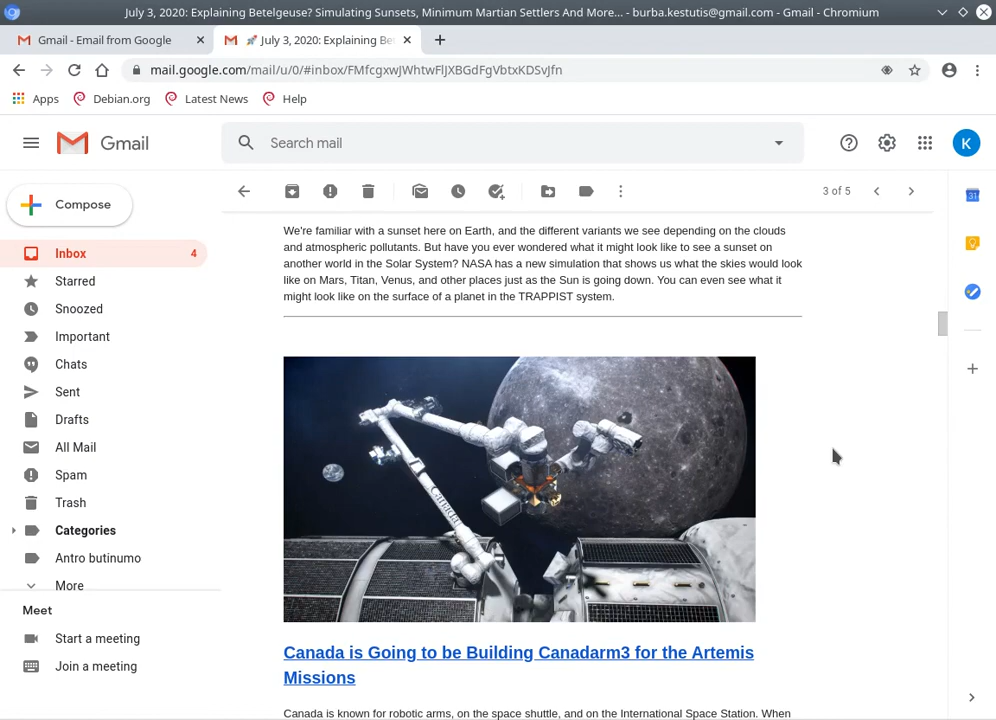 July 3, 2020: Explaining Betelgeuse? Simulating Sunsets, Minimum Martian Settlers And More... - burba.kestutis@gmail.com - Gmail - Chromium
Gmail - Email from Google
July 3, 2020: Explaining Be
mail.google.com/mail/u/0/#inbox/FMfcgxwJWhtwFlJXBGdFgVbtxKDSvJfn
Apps
Debian.org
Latest News
Help
Gmail
Search mail
K
Compose
3 of 5
31
Inbox 4
Starred
Snoozed
Important
Chats
Sent
Drafts
All Mail
Spam
Trash
Categories
Antro butinumo
More
Meet
Start a meeting
Join a meeting
We're familiar with a sunset here on Earth, and the different variants we see depending on the clouds
and atmospheric pollutants. But have you ever wondered what it might look like to see a sunset on
another world in the Solar System? NASA has a new simulation that shows us what the skies would look
like on Mars, Titan, Venus, and other places just as the Sun is going down. You can even see what it
might look like on the surface of a planet in the TRAPPIST system.
Canada
Canada is Going to be Building Canadarm3 for the Artemis
Missions
Canada is known for robotic arms, on the space shuttle, and on the International Space Station. When